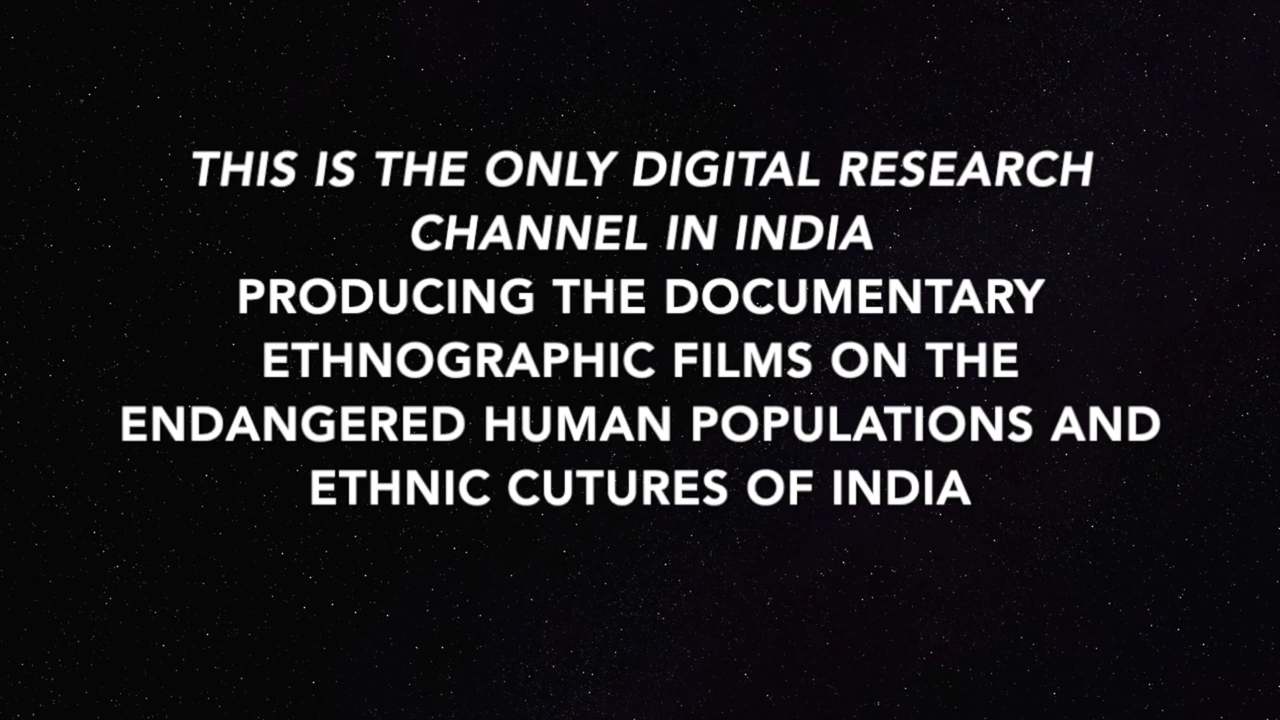 THIS IS THE ONLY DIGITAL RESEARCH
CHANNEL IN INDIA
PRODUCING THE DOCUMENTARY
ETHNOGRAPHIC FILMS ON THE
ENDANGERED HUMAN POPULATIONS AND
ETHNIC CUTURES OF INDIA